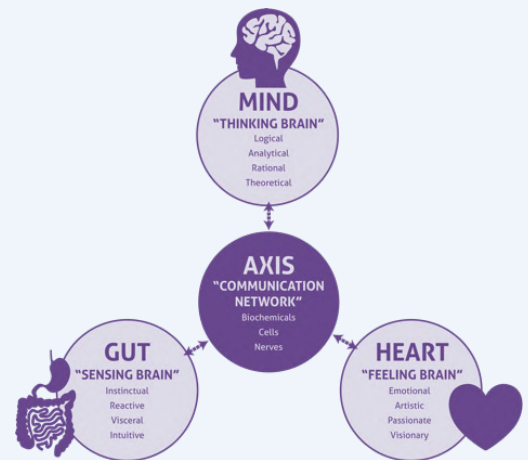 MIND
"THINKING BRAIN"
Logical
Analytical
Rational
Theoretical
AXIS
"COMMUNICATION
NETWORK"
Biochemicals
Cells
Nerves
GUT
"SENSING BRAIN"
Instinctual
Reactive
Visceral
Intuitive
HEART
"FEELING BRAIN"
Emotional
Artistic
Passionate
Visionary